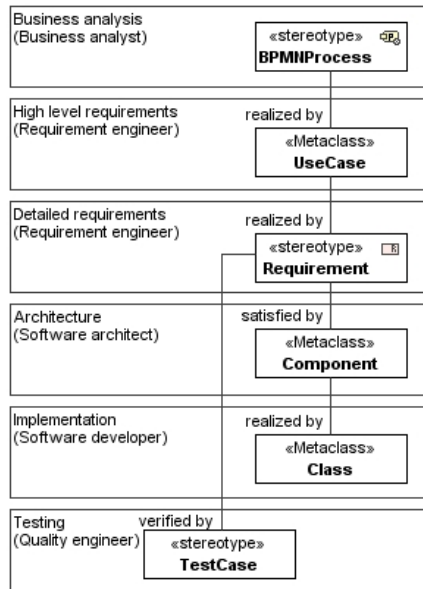 Business analysis
(Business analyst)
«stereotype»
BPMNProcess
High level requirements
(Requirement engineer)
realized by
«Metaclass»
UseCase
Detailed requirements
(Requirement engineer)
realized by
«stereotype»
Requirement
Architecture
(Software architect)
satisfied by
«Metaclass»
Component
Implementation
(Software developer)
realized by
«Metaclass»
Class
Testing
(Quality engineer)
verified by
«stereotype»
TestCase